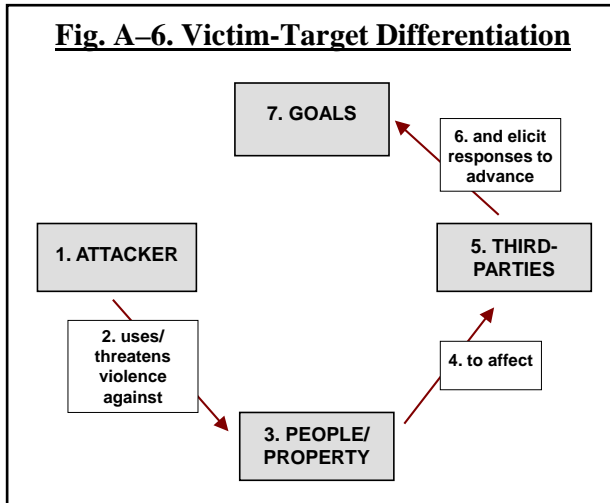 Fig. A–6. Victim-Target Differentiation
7. GOALS
6. and elicit
responses to
advance
1. ATTACKER
5. THIRD-
PARTIES
2. uses/
threatens
violence
against
4. to affect
3. PEOPLE/
PROPERTY